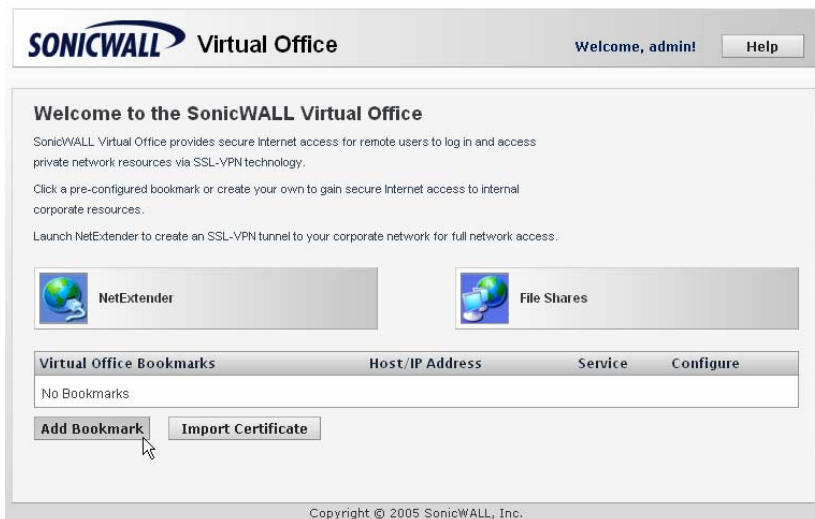 SONICWALL Virtual Office Welcome, admin! Help
Welcome to the SonicWALL Virtual Office
SonicWALL Virtual Office provides secure Internet access for remote users to log in and access
private network resources via SSL-VPN technology.
Click a pre-configured bookmark or create your own to gain secure Internet access to internal
corporate resources.
Launch NetExtender to create an SSL-VPN tunnel to your corporate network for full network access.
NetExtender File Shares
Virtual Office Bookmarks Host/IP Address Service Configure
No Bookmarks
Add Bookmark Import Certificate
Copyright © 2005 SonicWALL, Inc.